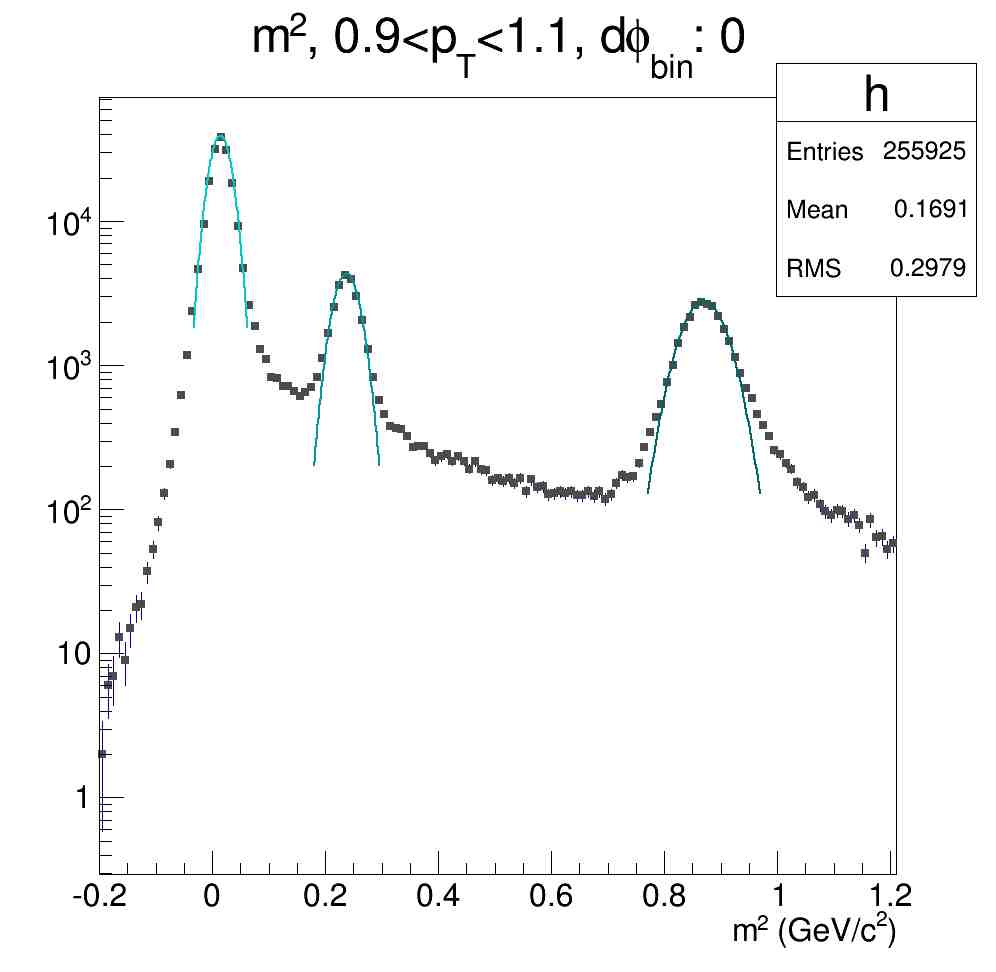 m², 0.9<p_T<1.1, dϕ_bin: 0
h
Entries 255925
Mean 0.1691
RMS 0.2979
10⁴
10³
10²
10
1
-0.2 0 0.2 0.4 0.6 0.8 1 1.2
m² (GeV/c²)